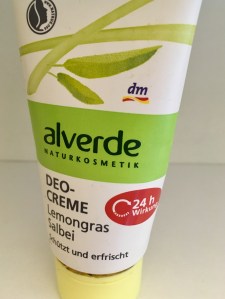 dm
alverde
NATURKOSMETIK
DEO-
CREME
Lemongras
Salbei
24 h
Wirkung
schützt und erfrischt